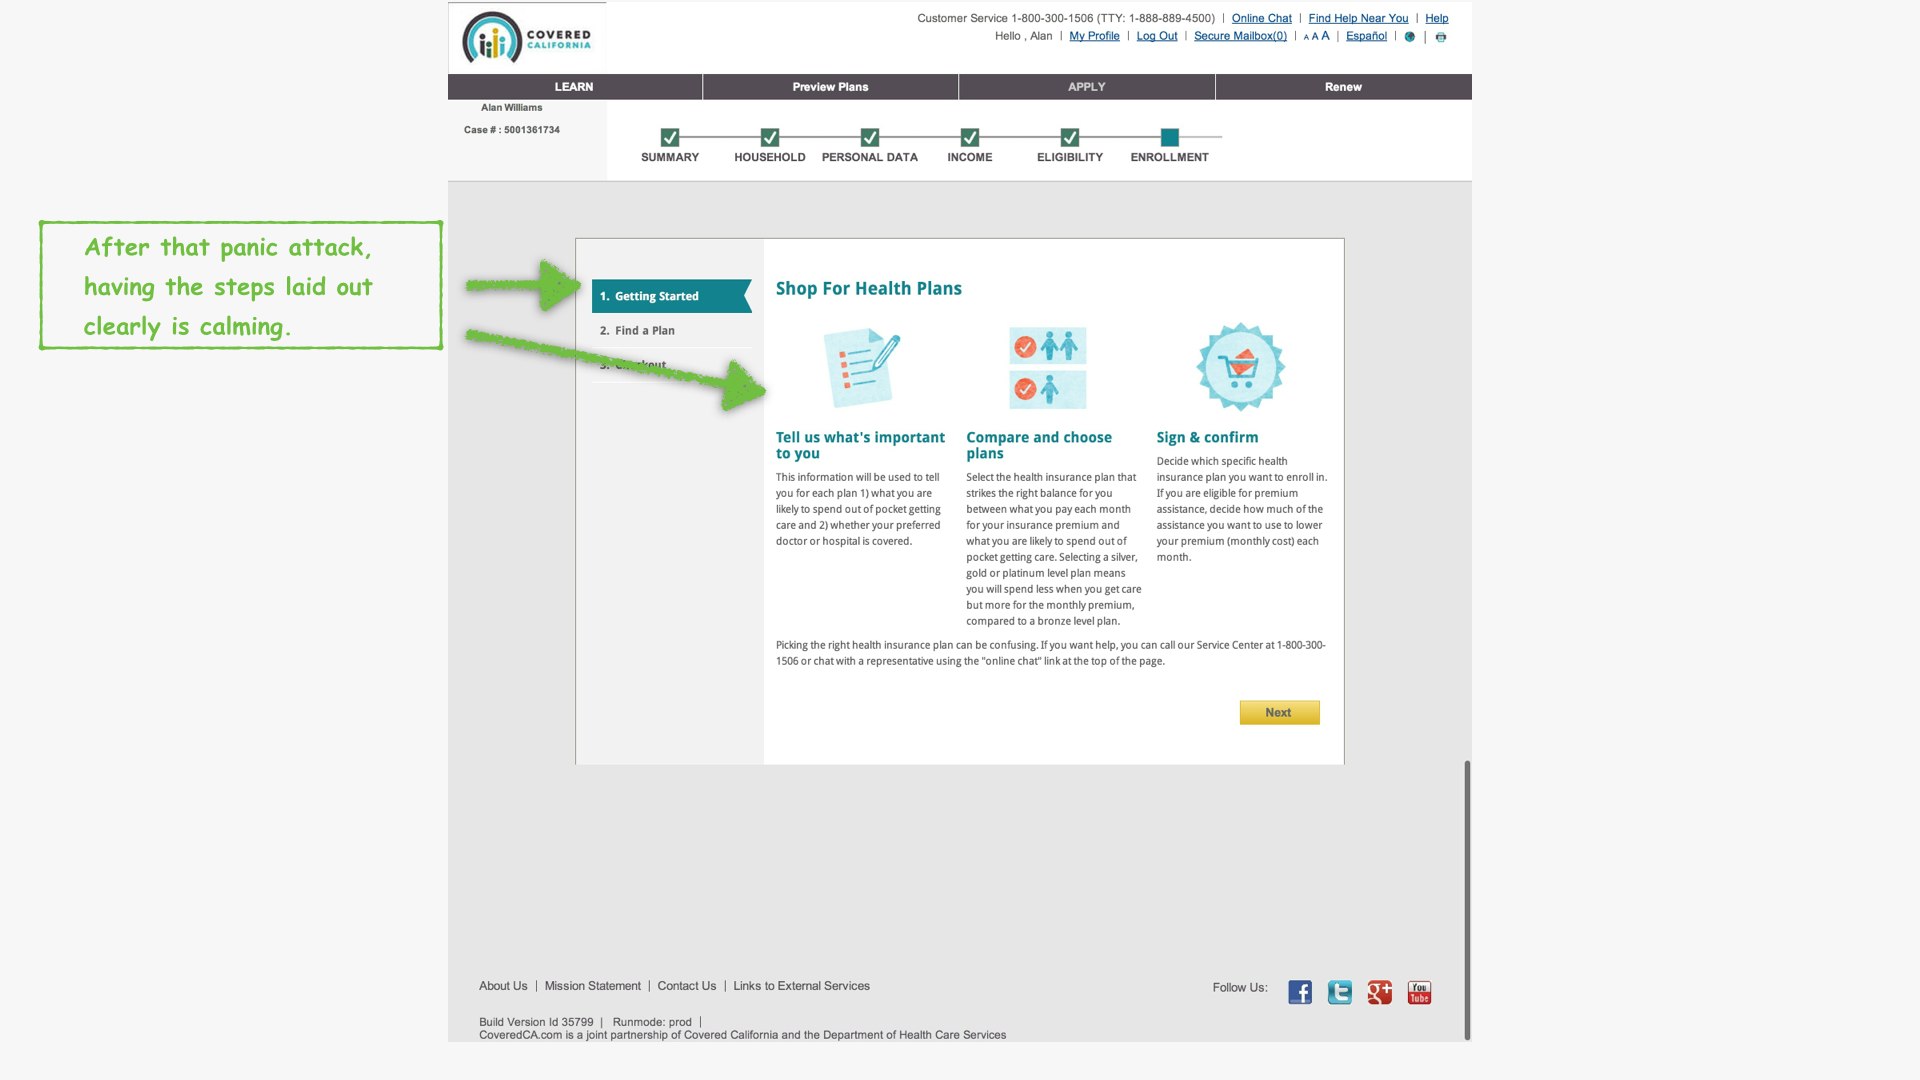 COVERED
CALIFORNIA
Customer Service 1-800-300-1506 (TTY: 1-888-889-4500) | Online Chat | Find Help Near You | Help
Hello , Alan | My Profile | Log Out | Secure Mailbox(0) | A A A | Español | |
LEARN
Preview Plans
APPLY
Renew
Alan Williams
Case # : 5001361734
SUMMARY
HOUSEHOLD
PERSONAL DATA
INCOME
ELIGIBILITY
ENROLLMENT
After that panic attack,
having the steps laid out
clearly is calming.
1. Getting Started
2. Find a Plan
3. Checkout
Shop For Health Plans
Tell us what's important
to you
This information will be used to tell
you for each plan 1) what you are
likely to spend out of pocket getting
care and 2) whether your preferred
doctor or hospital is covered.
Compare and choose
plans
Select the health insurance plan that
strikes the right balance for you
between what you pay each month
for your insurance premium and
what you are likely to spend out of
pocket getting care. Selecting a silver,
gold or platinum level plan means
you will spend less when you get care
but more for the monthly premium,
compared to a bronze level plan.
Sign & confirm
Decide which specific health
insurance plan you want to enroll in.
If you are eligible for premium
assistance, decide how much of the
assistance you want to use to lower
your premium (monthly cost) each
month.
Picking the right health insurance plan can be confusing. If you want help, you can call our Service Center at 1-800-300-
1506 or chat with a representative using the "online chat" link at the top of the page.
Next
About Us | Mission Statement | Contact Us | Links to External Services
Follow Us:
f
t
g+
You
Tube
Build Version Id 35799 | Runmode: prod |
CoveredCA.com is a joint partnership of Covered California and the Department of Health Care Services